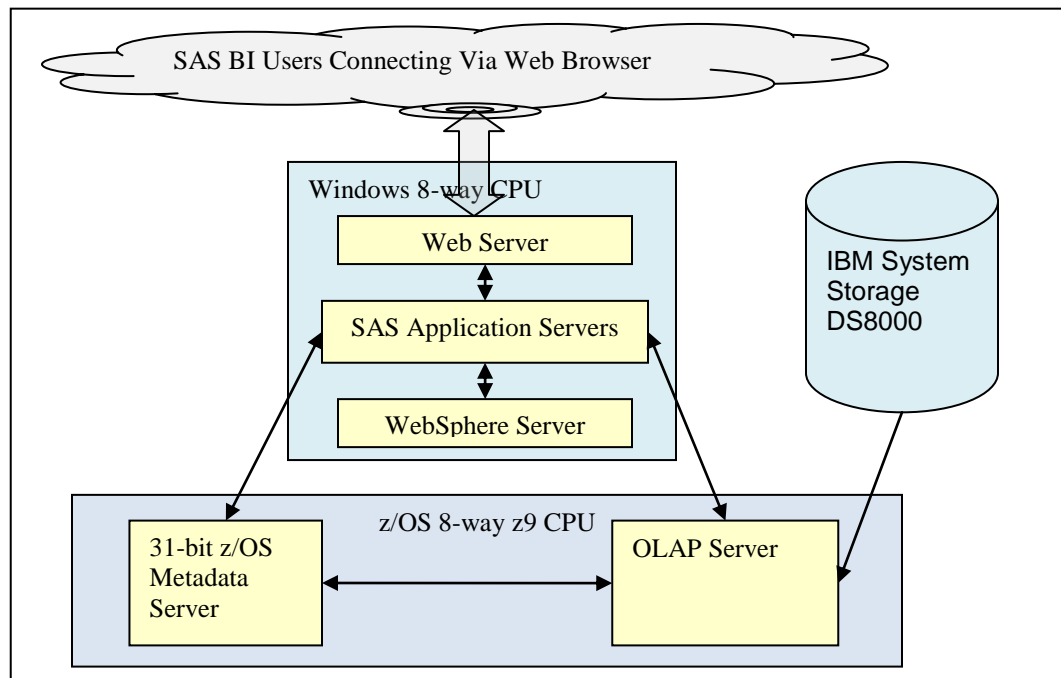 SAS BI Users Connecting Via Web Browser
Windows 8-way CPU
Web Server
SAS Application Servers
WebSphere Server
IBM System
Storage
DS8000
z/OS 8-way z9 CPU
31-bit z/OS
Metadata
Server
OLAP Server